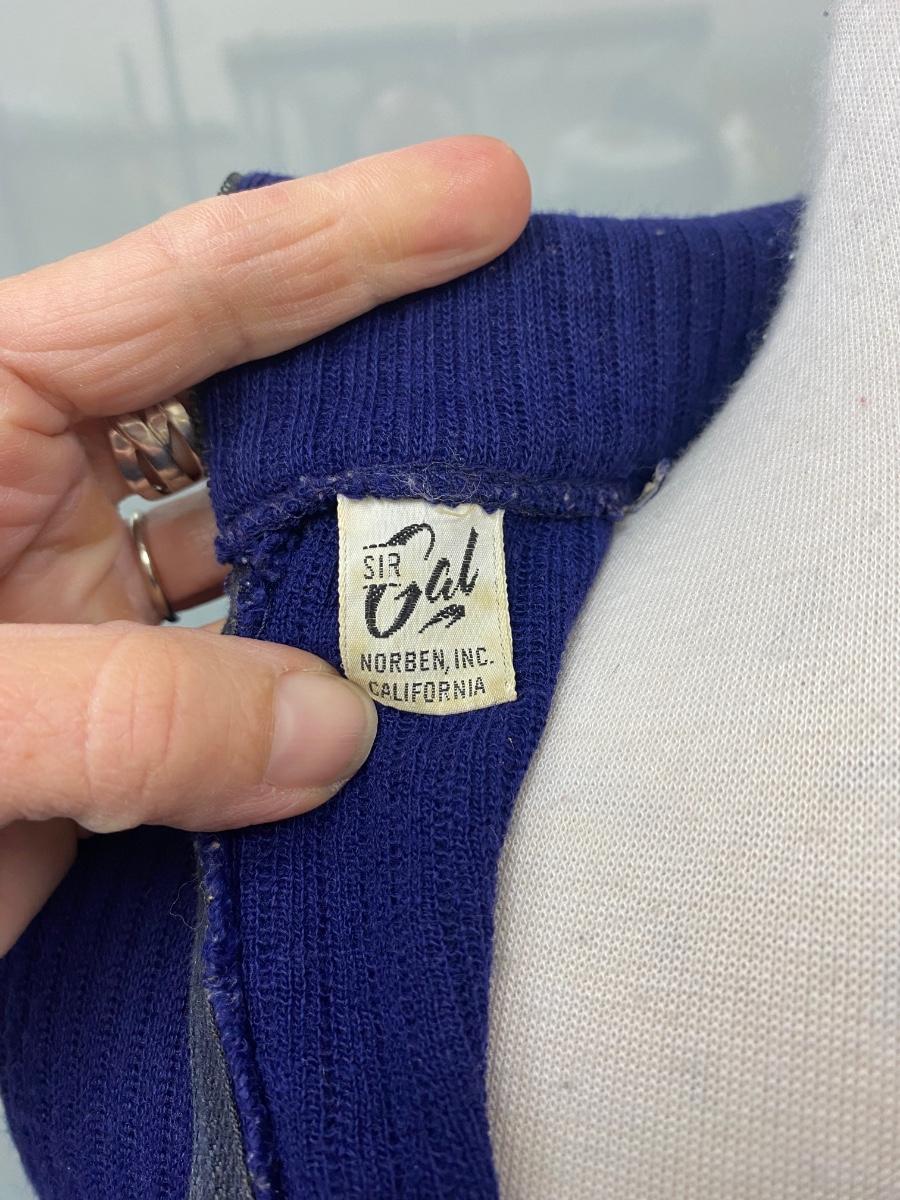 SIR
Gal
NORBEN, INC.
CALIFORNIA